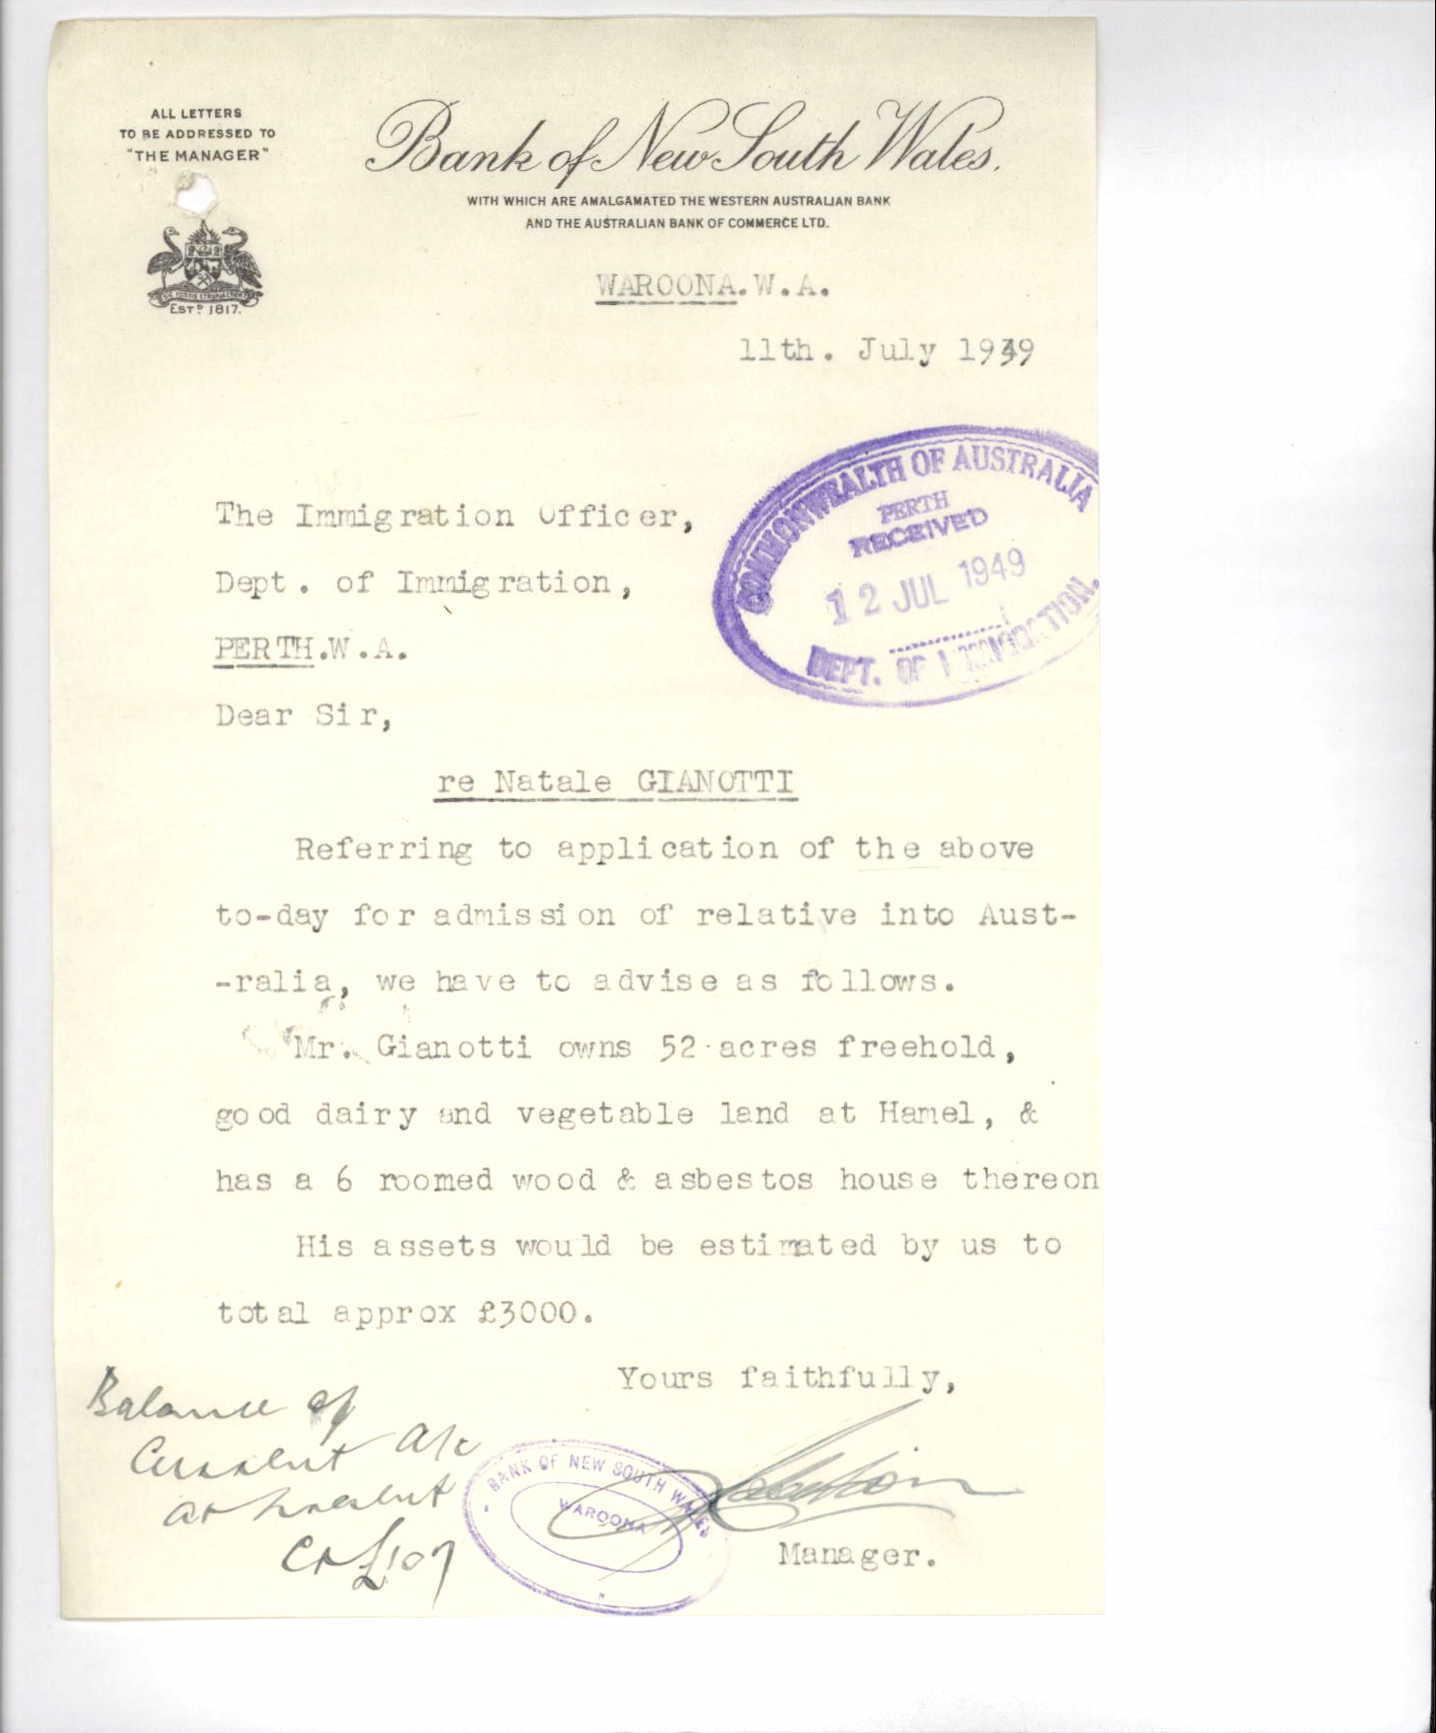 ALL LETTERS
TO BE ADDRESSED TO
"THE MANAGER"
Bank of New South Wales.
WITH WHICH ARE AMALGAMATED THE WESTERN AUSTRALIAN BANK
AND THE AUSTRALIAN BANK OF COMMERCE LTD.
ESTD 1817.
WAROONA.W.A.
11th. July 1949
COMMONWEALTH OF AUSTRALIA
PERTH
RECEIVED
12 JUL 1949
DEPT. OF IMMIGRATION.
The Immigration Officer,
Dept. of Immigration,
PERTH.W.A.
Dear Sir,
re Natale GIANOTTI
Referring to application of the above
to-day for admission of relative into Aust-
-ralia, we have to advise as follows.
Mr. Gianotti owns 52 acres freehold,
good dairy and vegetable land at Hamel, &
has a 6 roomed wood & asbestos house thereon
His assets would be estimated by us to
total approx £3000.
Yours faithfully,
Balance of
Current A/c
at present
Cr £107
BANK OF NEW SOUTH WALES
WAROONA
Manager.